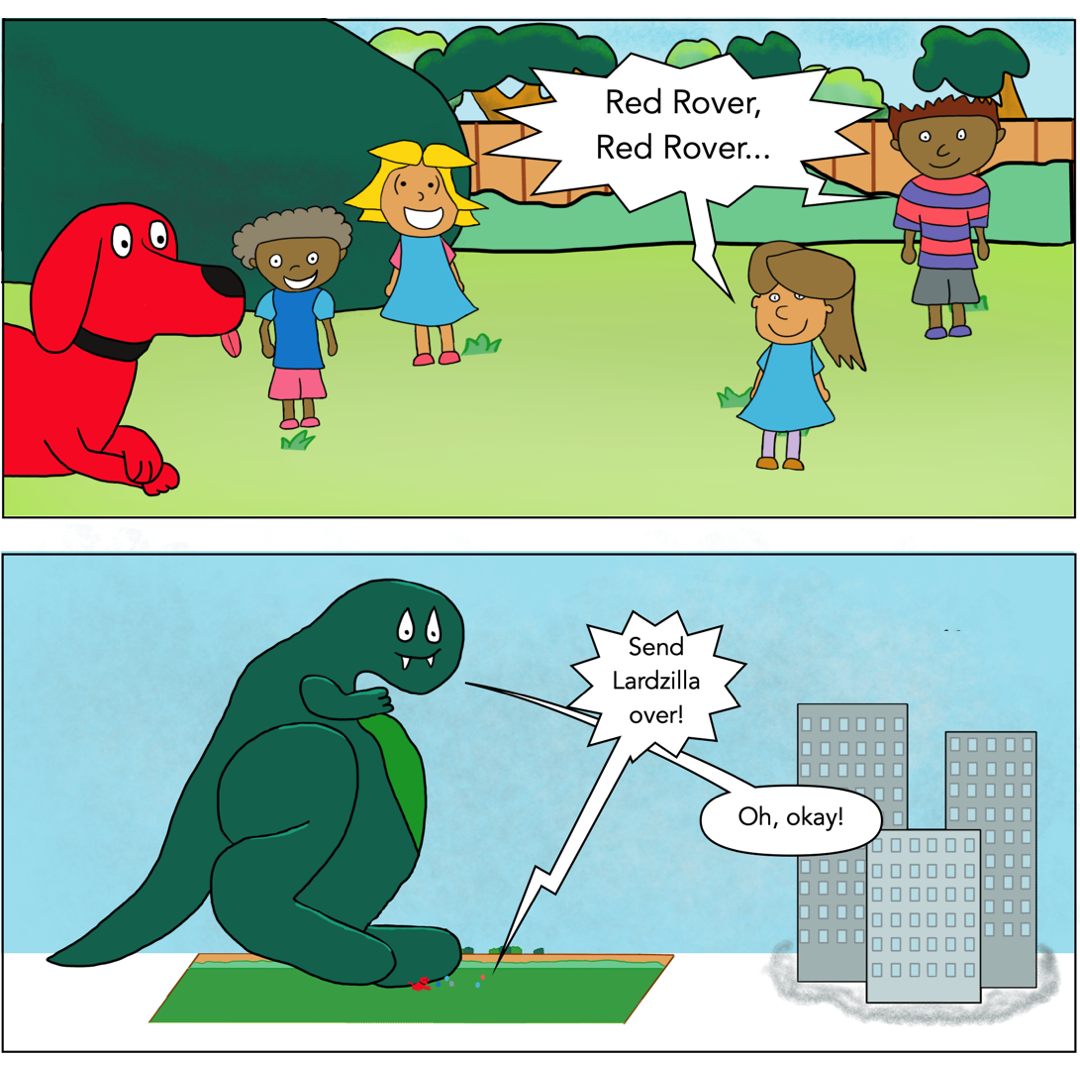 Red Rover,
Red Rover...
Send
Lardzilla
over!
Oh, okay!